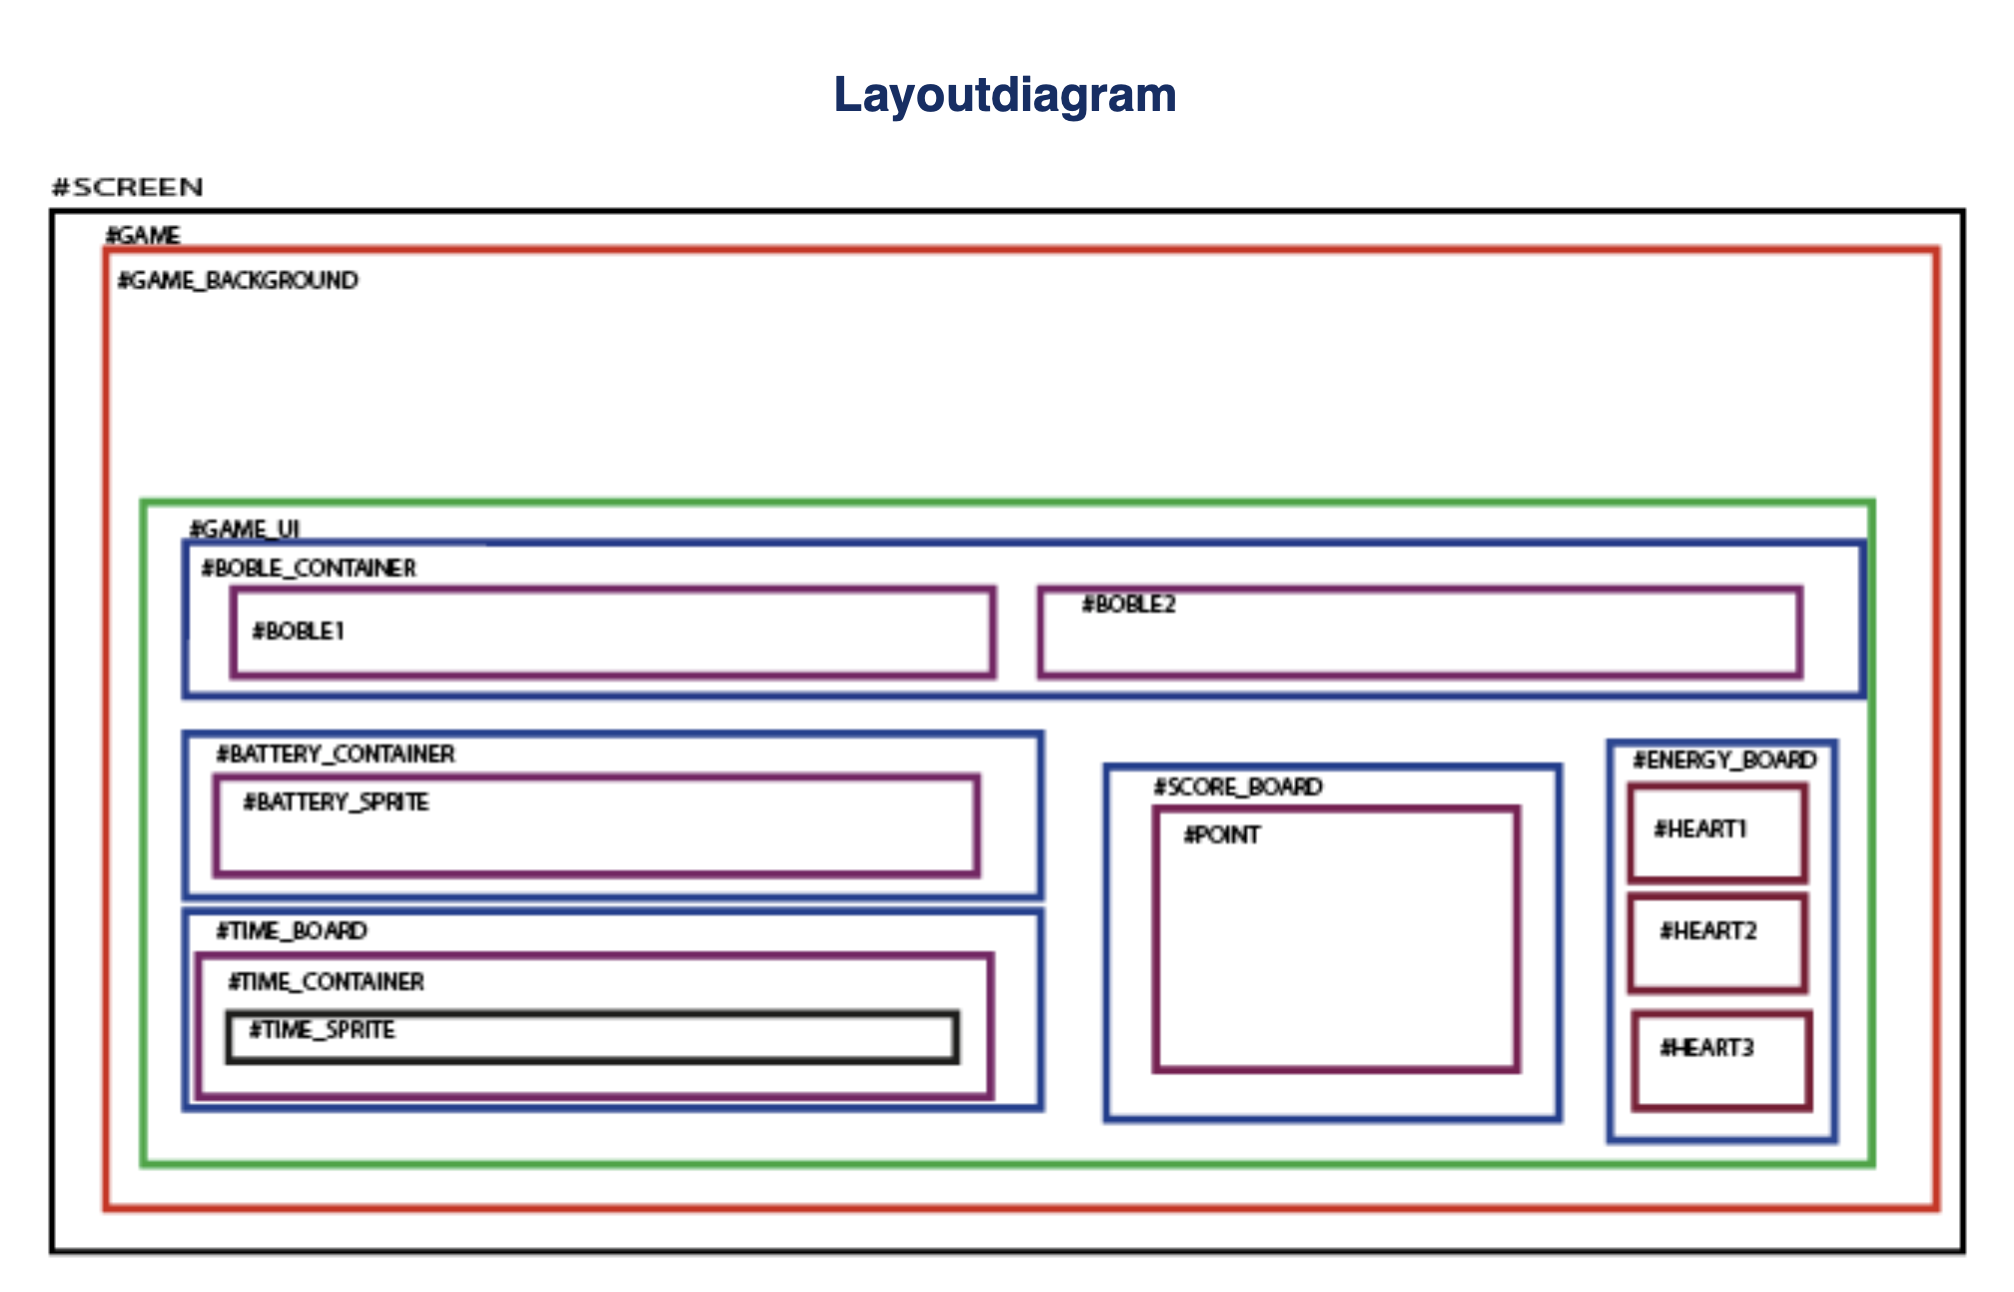 Layoutdiagram
#SCREEN
#GAME
#GAME_BACKGROUND
#GAME_UI
#BOBLE_CONTAINER
#BOBLE1
#BOBLE2
#BATTERY_CONTAINER
#BATTERY_SPRITE
#TIME_BOARD
#TIME_CONTAINER
#TIME_SPRITE
#SCORE_BOARD
#POINT
#ENERGY_BOARD
#HEART1
#HEART2
#HEART3